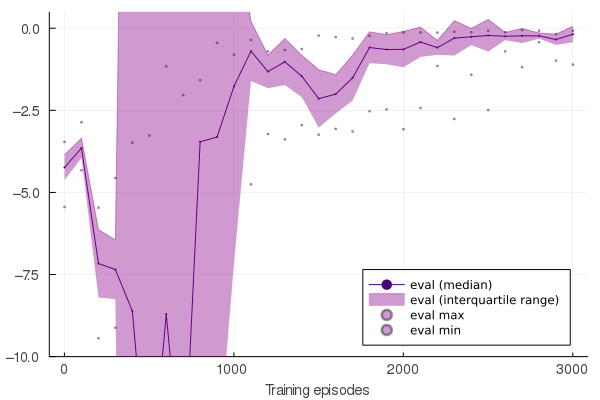 0.0
−2.5
−5.0
−7.5
−10.0
eval (median)
eval (interquartile range)
eval max
eval min
0
1000
2000
3000
Training episodes